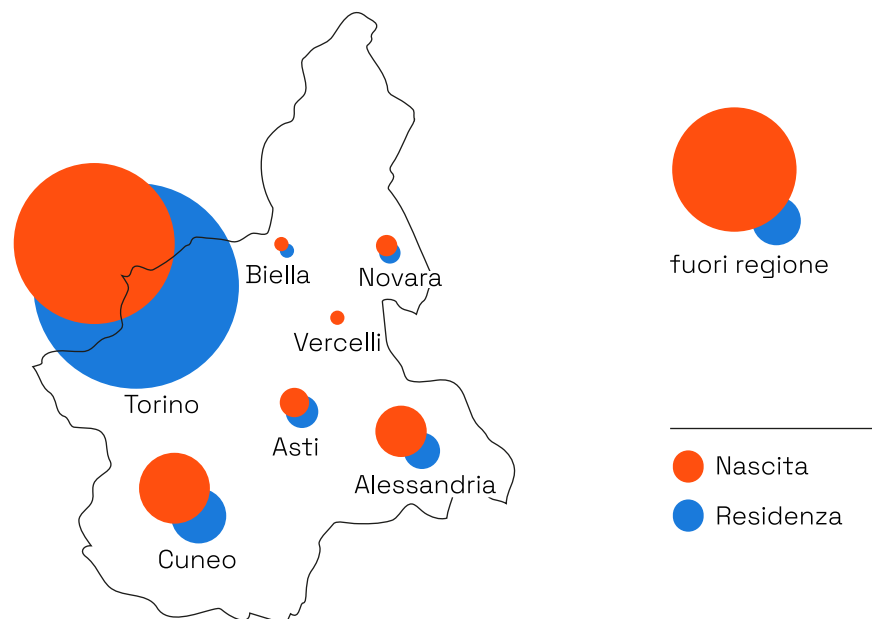 Biella
Novara
fuori regione
Vercelli
Torino
Asti
Alessandria
Cuneo
Nascita
Residenza